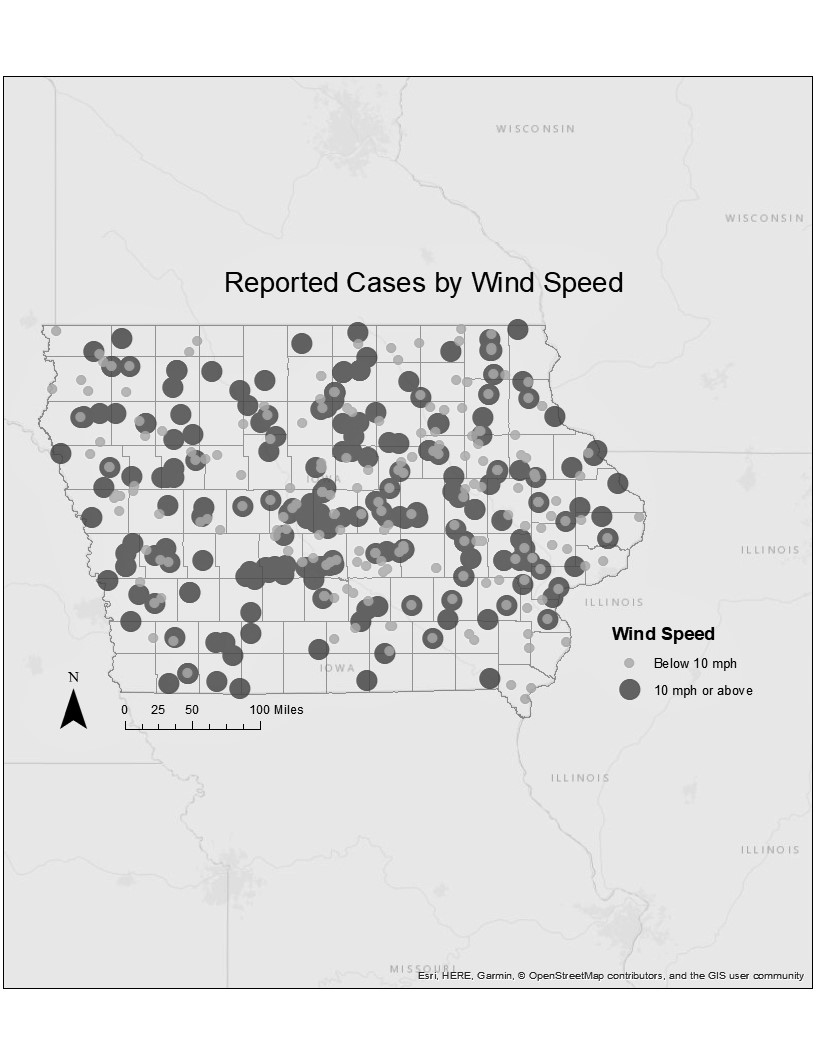 WISCONSIN
WISCONSIN
Reported Cases by Wind Speed
IOWA
ILLINOIS
ILLINOIS
Wind Speed
Below 10 mph
10 mph or above
IOWA
N
0 25 50 100 Miles
ILLINOIS
ILLINOIS
MISSOURI
Esri, HERE, Garmin, © OpenStreetMap contributors, and the GIS user community